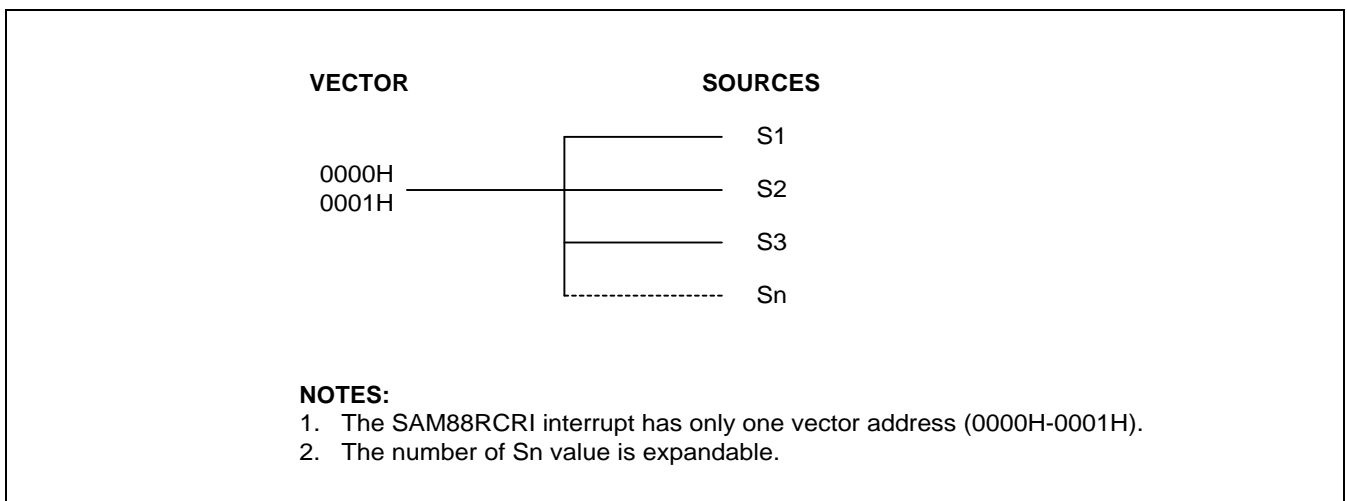 VECTOR SOURCES
S1
0000H
0001H
S2
S3
Sn
NOTES:
1. The SAM88RCRI interrupt has only one vector address (0000H-0001H).
2. The number of Sn value is expandable.